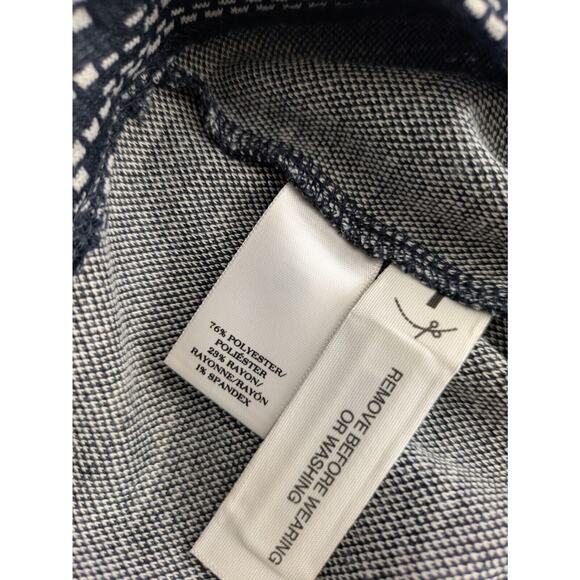 76% POLYESTER/
POLIÉSTER
23% RAYON/
RAYONNE/RAYÓN
1% SPANDEX
REMOVE BEFORE WEARING
OR WASHING